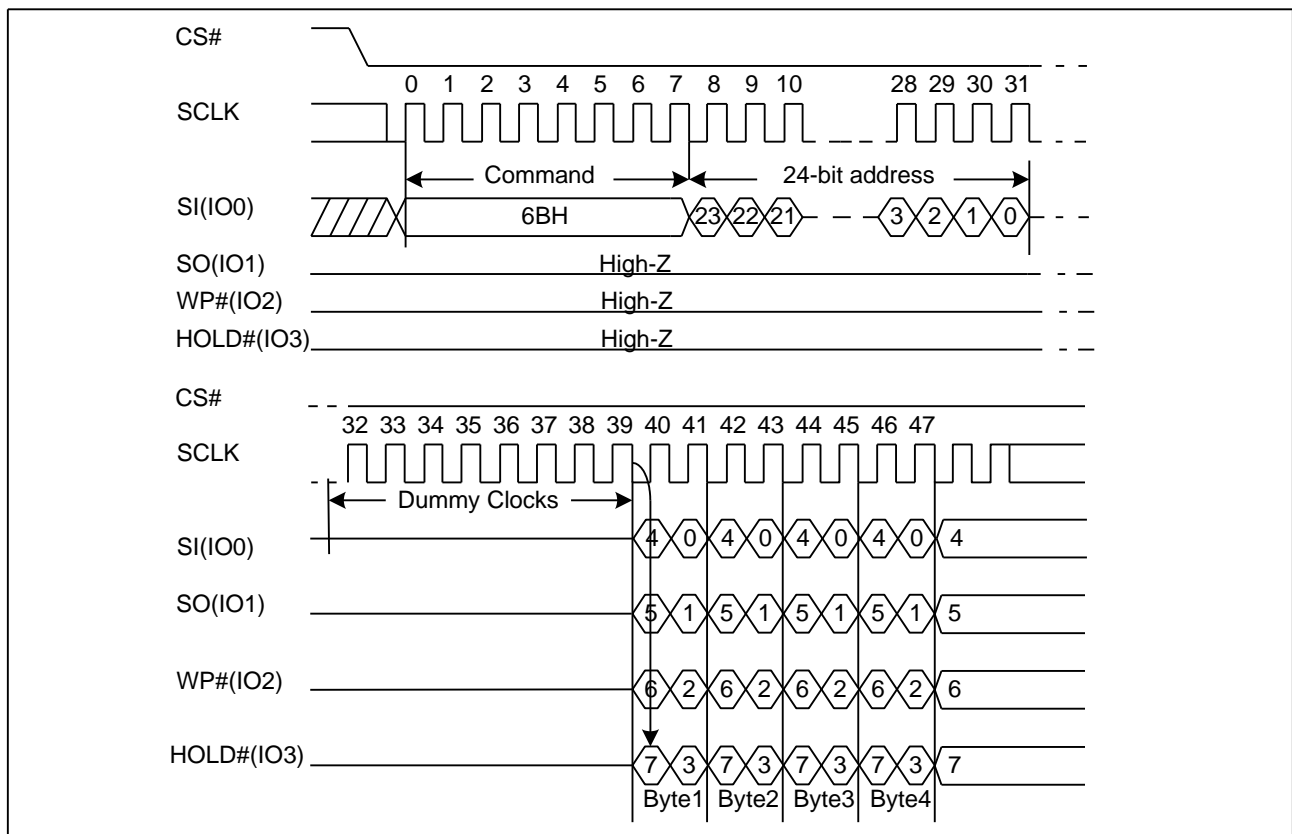 CS#
0 1 2 3 4 5 6 7 8 9 10 28 29 30 31
SCLK
Command 24-bit address
SI(IO0) 6BH 23 22 21 3 2 1 0
SO(IO1) High-Z
WP#(IO2) High-Z
HOLD#(IO3) High-Z
CS#
32 33 34 35 36 37 38 39 40 41 42 43 44 45 46 47
SCLK
Dummy Clocks
SI(IO0) 4 0 4 0 4 0 4 0 4
SO(IO1) 5 1 5 1 5 1 5 1 5
WP#(IO2) 6 2 6 2 6 2 6 2 6
HOLD#(IO3) 7 3 7 3 7 3 7 3 7
Byte1 Byte2 Byte3 Byte4